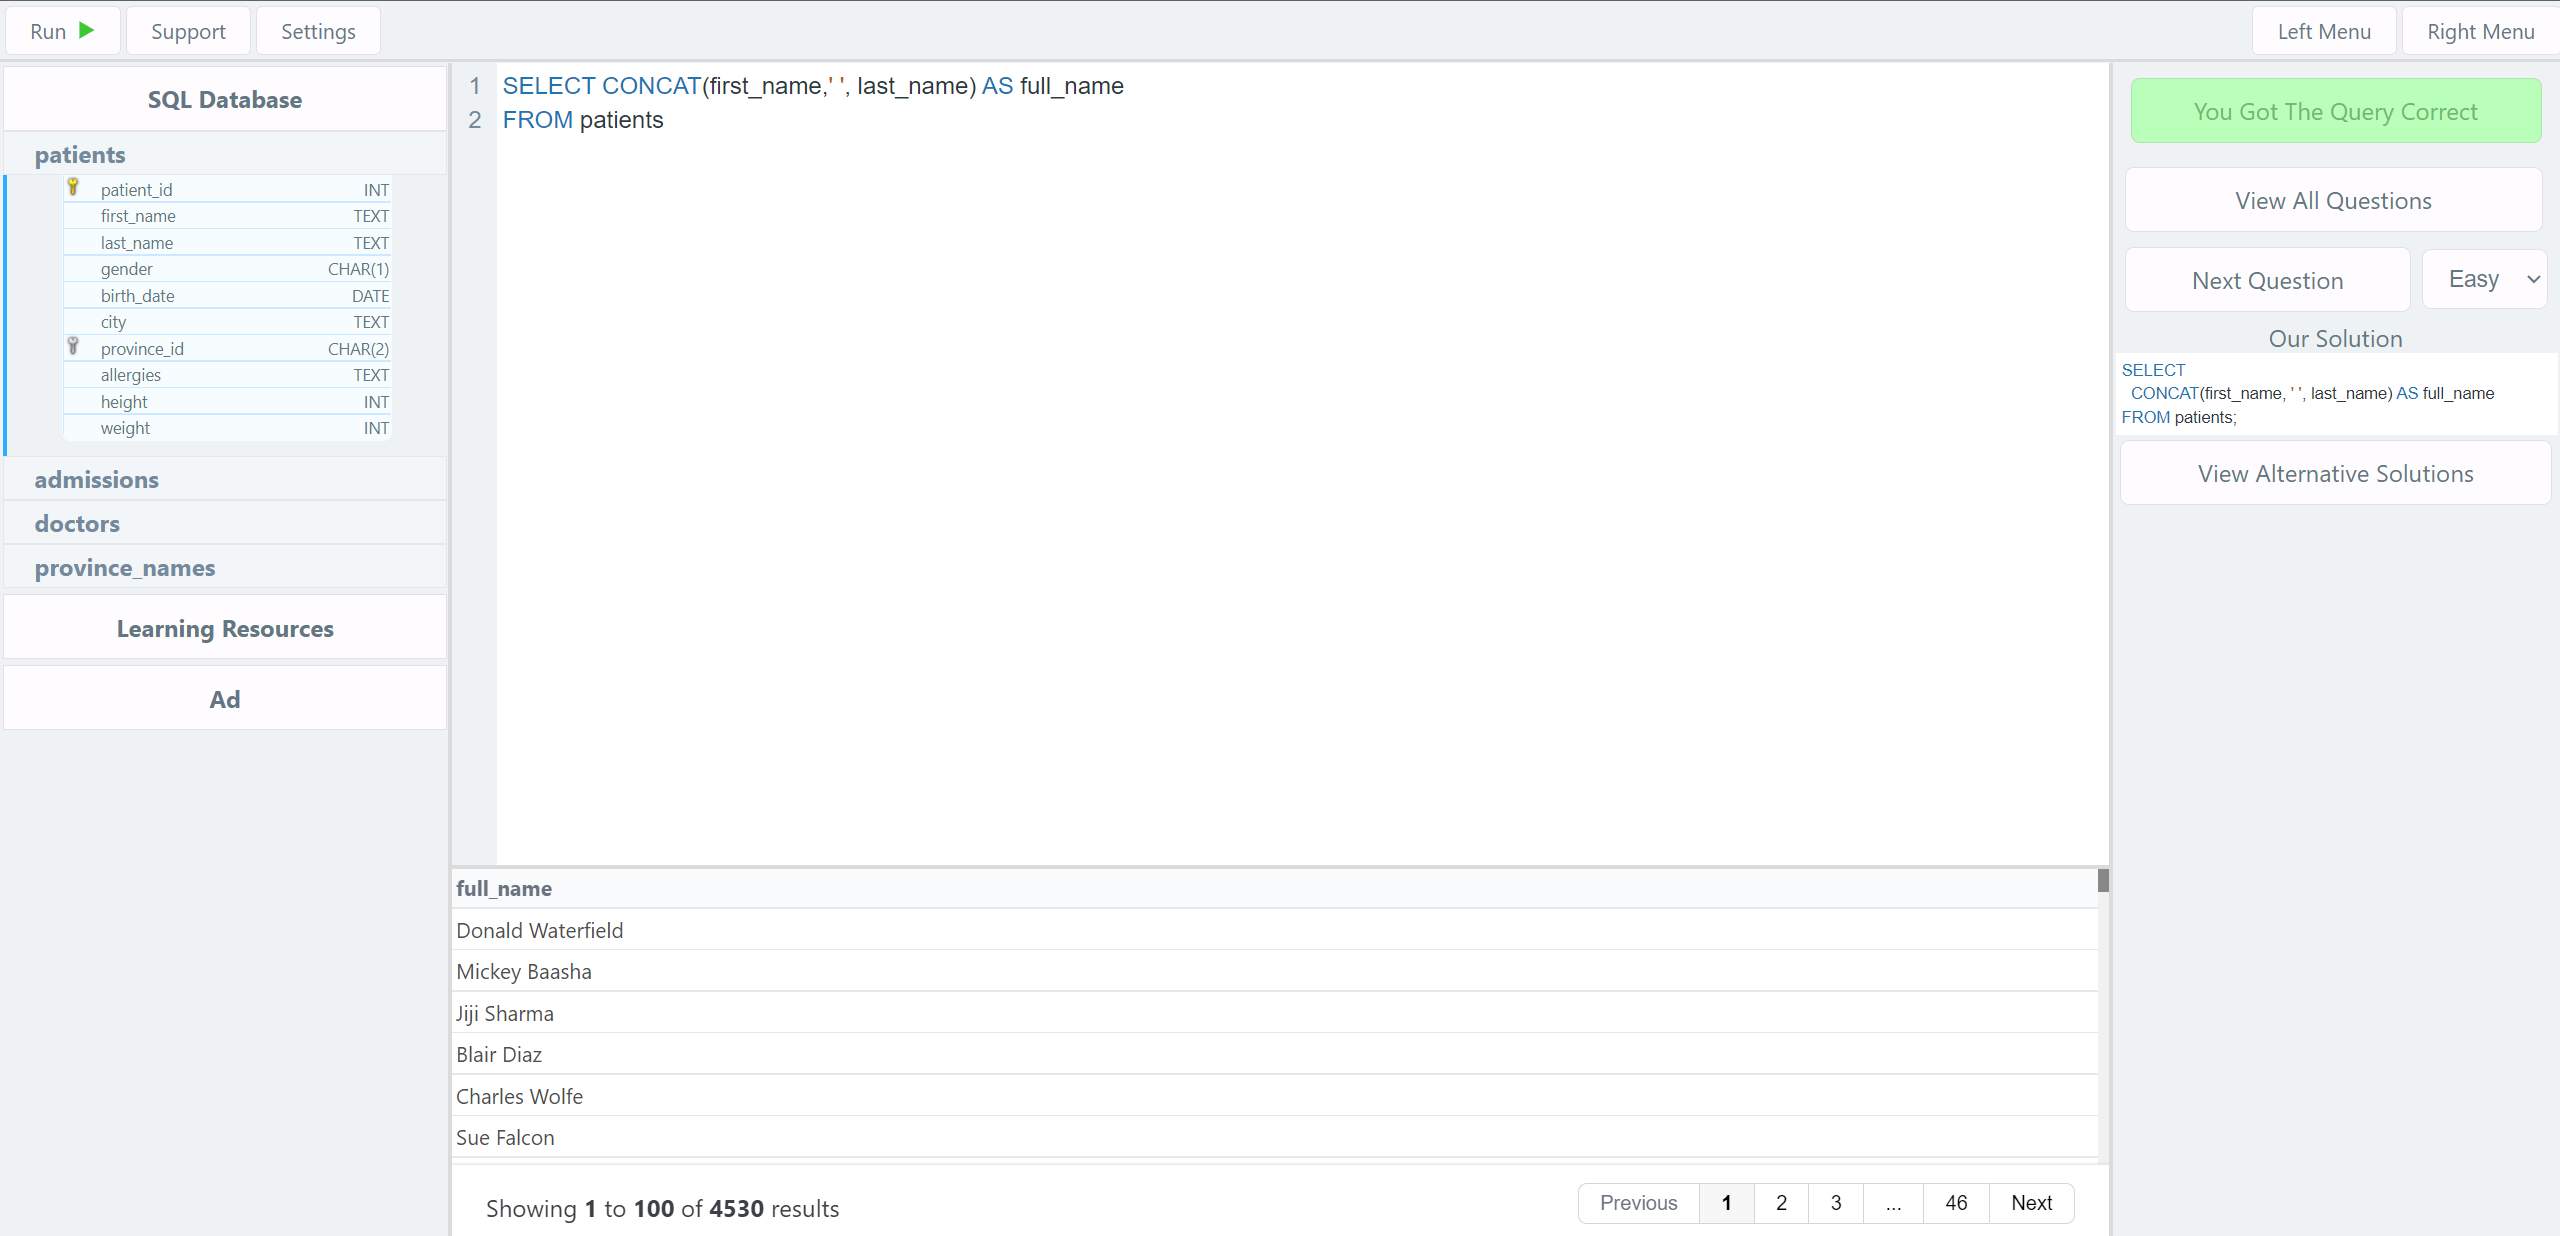 Run Support Settings Left Menu Right Menu
SQL Database
patients
patient_id INT
first_name TEXT
last_name TEXT
gender CHAR(1)
birth_date DATE
city TEXT
province_id CHAR(2)
allergies TEXT
height INT
weight INT
admissions
doctors
province_names
Learning Resources
Ad
1 SELECT CONCAT(first_name,' ', last_name) AS full_name
2 FROM patients
full_name
Donald Waterfield
Mickey Baasha
Jiji Sharma
Blair Diaz
Charles Wolfe
Sue Falcon
Showing 1 to 100 of 4530 results
Previous 1 2 3 ... 46 Next
You Got The Query Correct
View All Questions
Next Question Easy
Our Solution
SELECT
CONCAT(first_name, ' ', last_name) AS full_name
FROM patients;
View Alternative Solutions